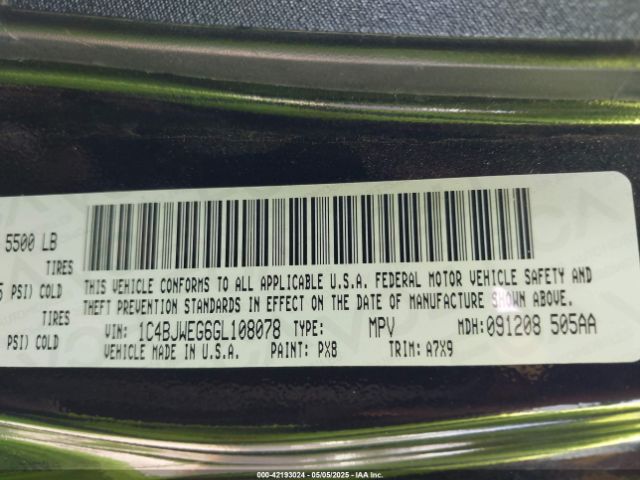 5500 LB
TIRES
PSI) COLD
TIRES
PSI) COLD
THIS VEHICLE CONFORMS TO ALL APPLICABLE U.S.A. FEDERAL MOTOR VEHICLE SAFETY AND
THEFT PREVENTION STANDARDS IN EFFECT ON THE DATE OF MANUFACTURE SHOWN ABOVE.
VIN: 1C4BJWEG6GL108078 TYPE: MPV MDH: 091208 505AA
VEHICLE MADE IN U.S.A. PAINT: PX8 TRIM: A7X9
000-42193024 - 05/05/2025 - IAA Inc.